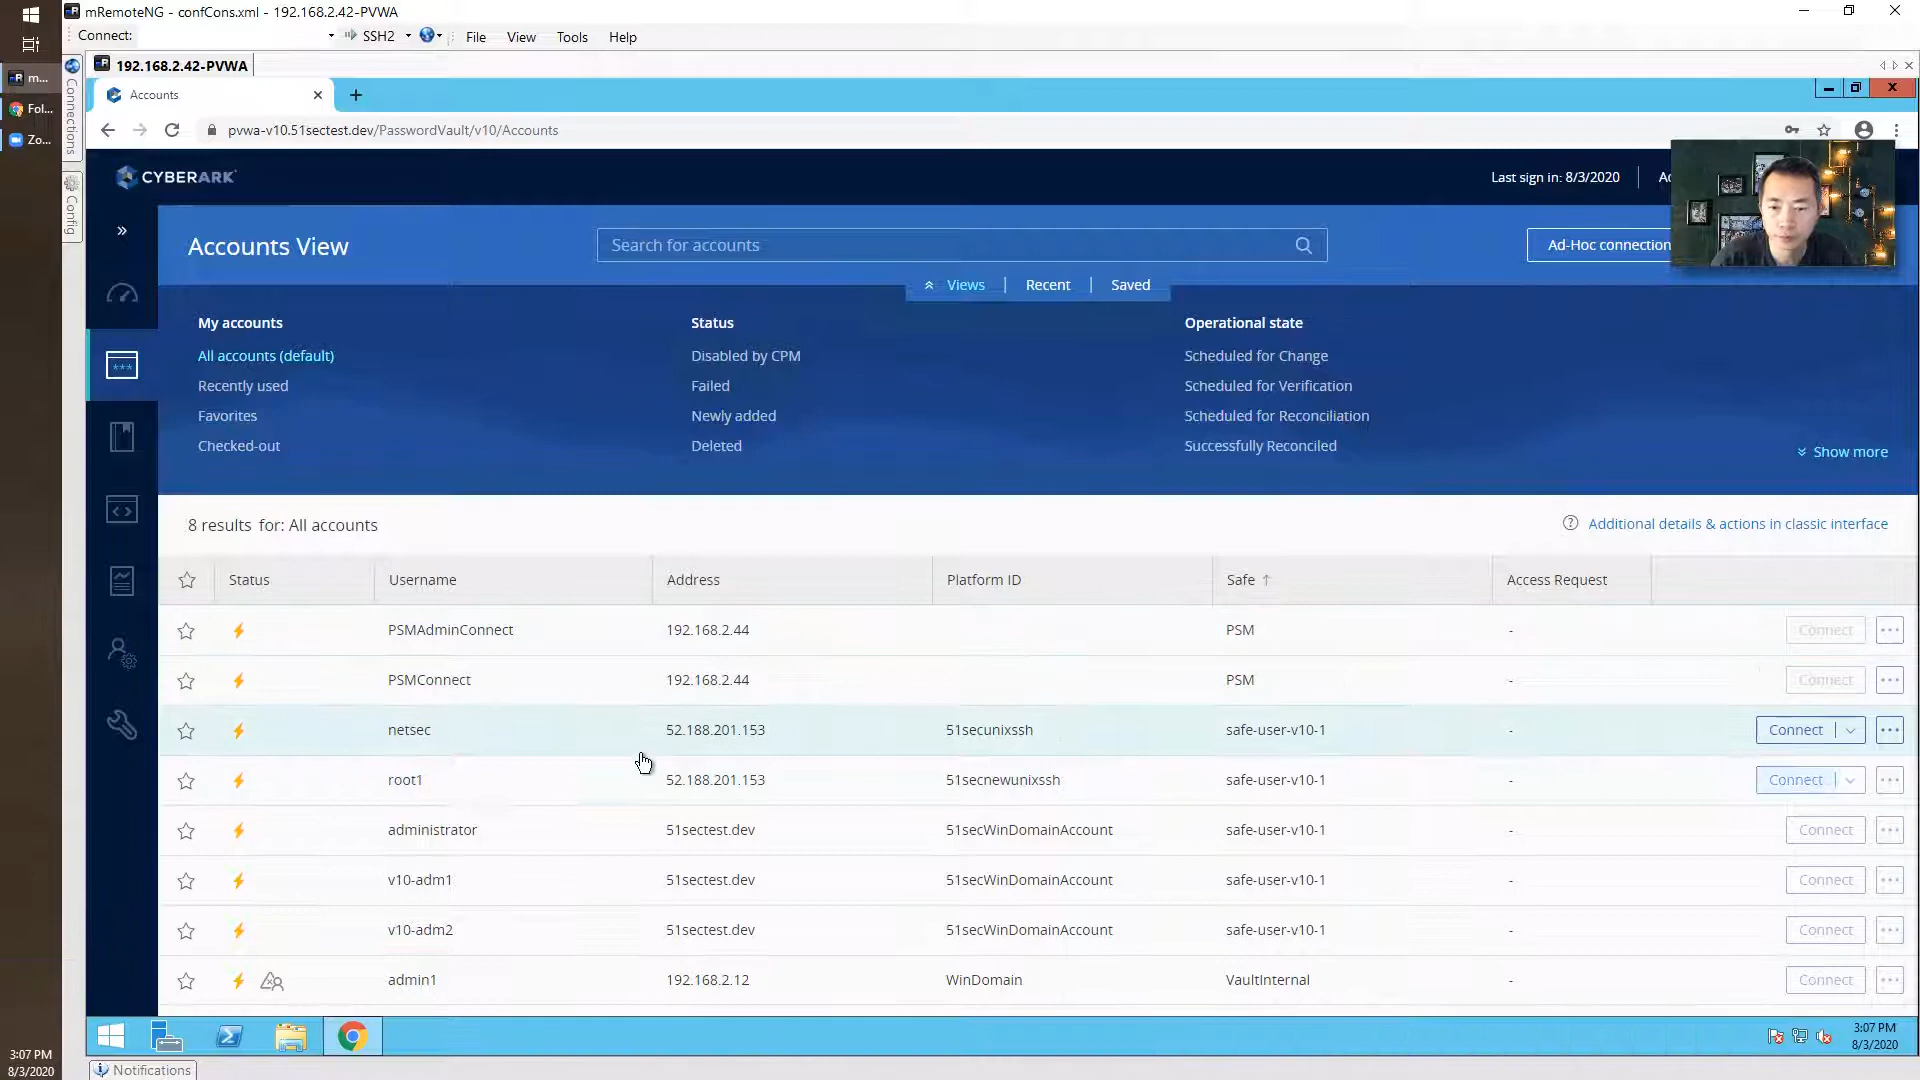 mRemoteNG - confCons.xml - 192.168.2.42-PVWA
Connect:
SSH2
File
View
Tools
Help
m...
Fol...
Zo...
Connections
Config
192.168.2.42-PVWA
Accounts
pvwa-v10.51sectest.dev/PasswordVault/v10/Accounts
CYBERARK
Last sign in: 8/3/2020
Accounts View
Search for accounts
Ad-Hoc connection
Views | Recent | Saved
My accounts
All accounts (default)
Recently used
Favorites
Checked-out
Status
Disabled by CPM
Failed
Newly added
Deleted
Operational state
Scheduled for Change
Scheduled for Verification
Scheduled for Reconciliation
Successfully Reconciled
Show more
8 results for: All accounts
Additional details & actions in classic interface
Status Username Address Platform ID Safe ↑ Access Request
PSMAdminConnect 192.168.2.44 PSM - Connect ...
PSMConnect 192.168.2.44 PSM - Connect ...
netsec 52.188.201.153 51secunixssh safe-user-v10-1 - Connect ...
root1 52.188.201.153 51secnewunixssh safe-user-v10-1 - Connect ...
administrator 51sectest.dev 51secWinDomainAccount safe-user-v10-1 - Connect ...
v10-adm1 51sectest.dev 51secWinDomainAccount safe-user-v10-1 - Connect ...
v10-adm2 51sectest.dev 51secWinDomainAccount safe-user-v10-1 - Connect ...
admin1 192.168.2.12 WinDomain VaultInternal - Connect ...
3:07 PM
8/3/2020
3:07 PM
8/3/2020
Notifications